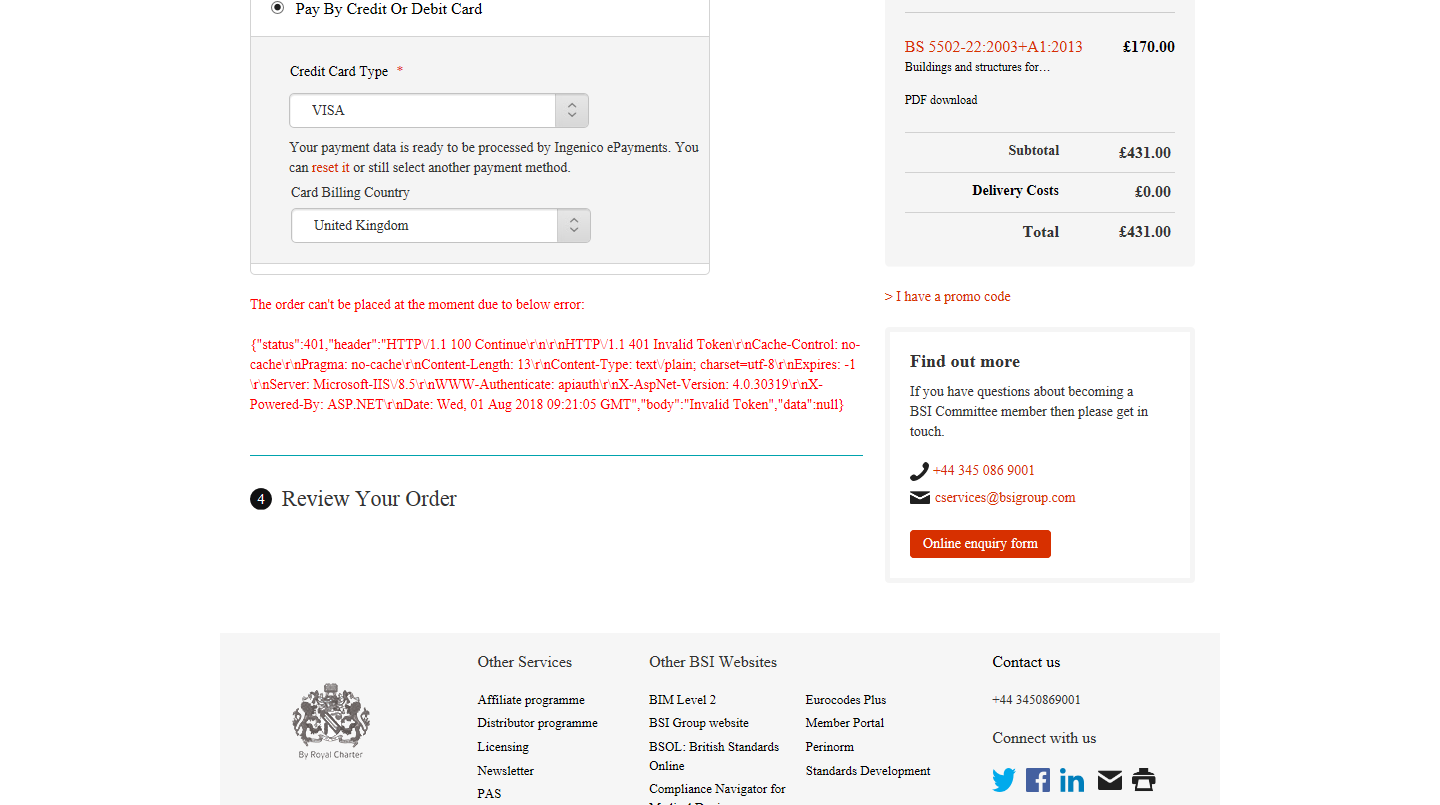 Pay By Credit Or Debit Card
Credit Card Type *
VISA
Your payment data is ready to be processed by Ingenico ePayments. You
can reset it or still select another payment method.
Card Billing Country
United Kingdom
The order can't be placed at the moment due to below error:
{"status":401,"header":"HTTP\/1.1 100 Continue\r\n\r\nHTTP\/1.1 401 Invalid Token\r\nCache-Control: no-
cache\r\nPragma: no-cache\r\nContent-Length: 13\r\nContent-Type: text\/plain; charset=utf-8\r\nExpires: -1
\r\nServer: Microsoft-IIS\/8.5\r\nWWW-Authenticate: apiauth\r\nX-AspNet-Version: 4.0.30319\r\nX-
Powered-By: ASP.NET\r\nDate: Wed, 01 Aug 2018 09:21:05 GMT","body":"Invalid Token","data":null}
4 Review Your Order
BS 5502-22:2003+A1:2013 £170.00
Buildings and structures for…
PDF download
Subtotal £431.00
Delivery Costs £0.00
Total £431.00
> I have a promo code
Find out more
If you have questions about becoming a
BSI Committee member then please get in
touch.
+44 345 086 9001
cservices@bsigroup.com
Online enquiry form
By Royal Charter
Other Services
Affiliate programme
Distributor programme
Licensing
Newsletter
PAS
Other BSI Websites
BIM Level 2
BSI Group website
BSOL: British Standards
Online
Compliance Navigator for
Eurocodes Plus
Member Portal
Perinorm
Standards Development
Contact us
+44 3450869001
Connect with us